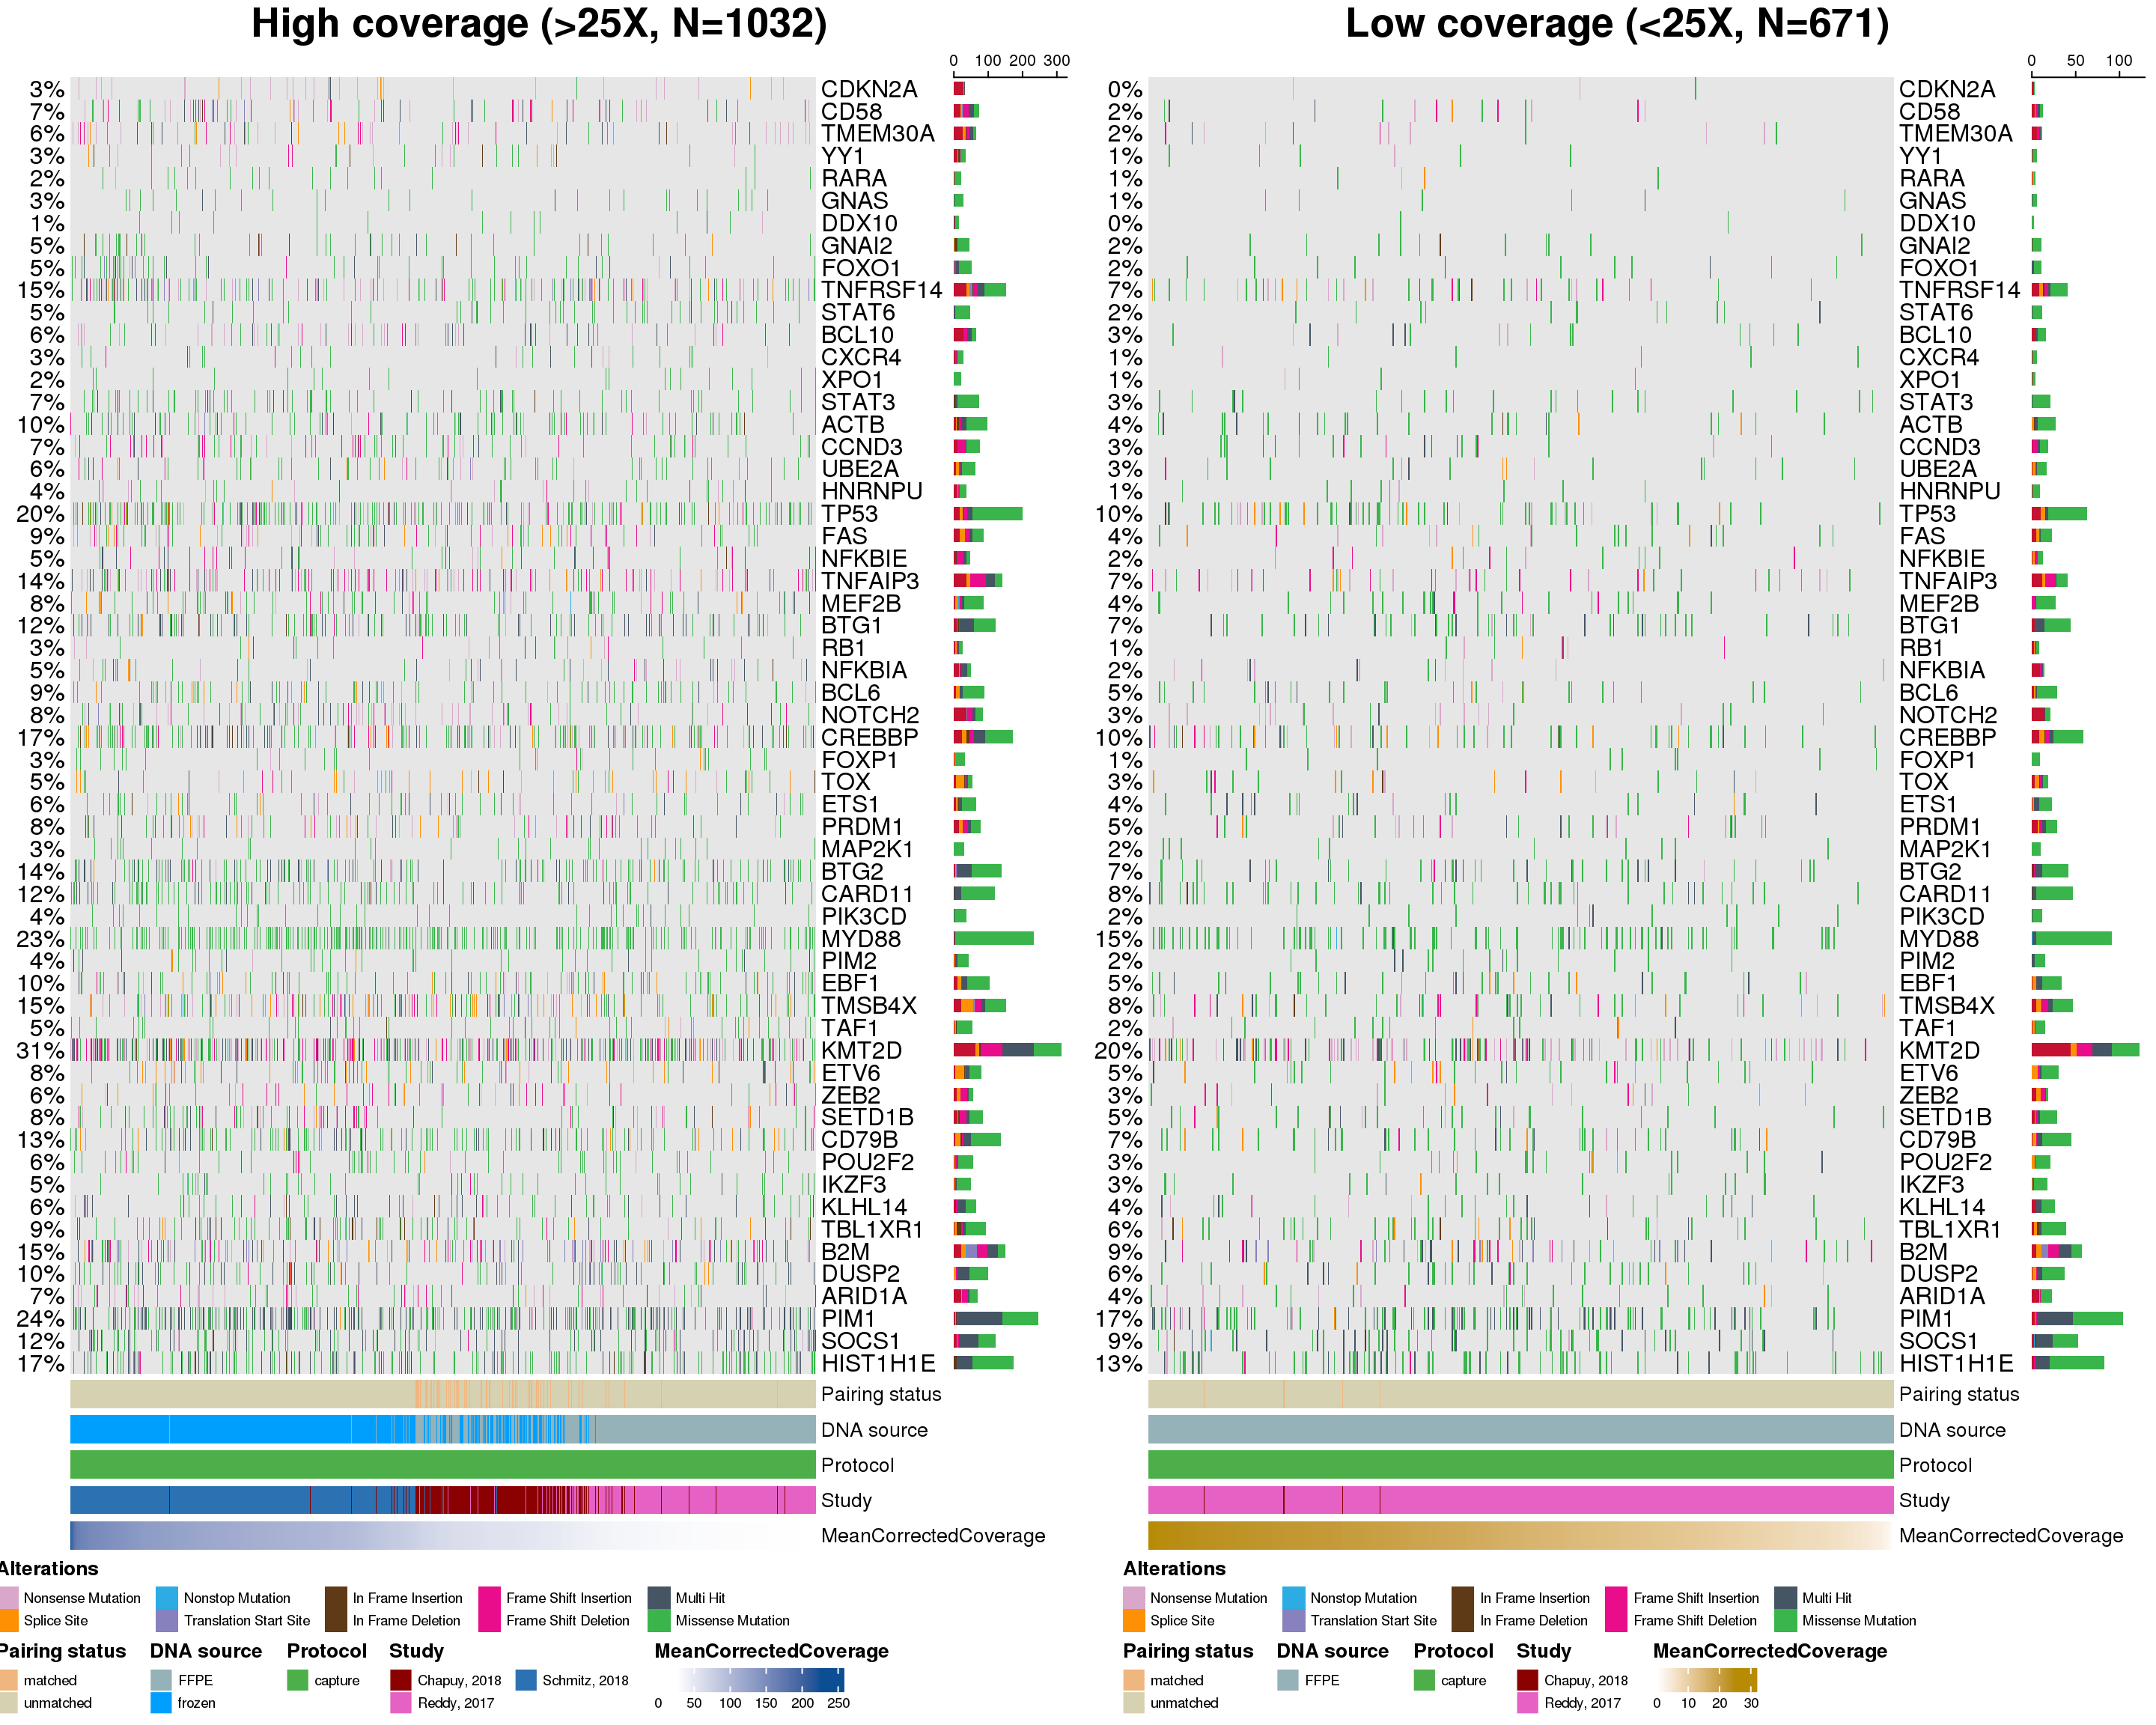 High coverage (>25X, N=1032)
0 100 200 300
3% CDKN2A
7% CD58
6% TMEM30A
3% YY1
2% RARA
3% GNAS
1% DDX10
5% GNAI2
5% FOXO1
15% TNFRSF14
5% STAT6
6% BCL10
3% CXCR4
2% XPO1
7% STAT3
10% ACTB
7% CCND3
6% UBE2A
4% HNRNPU
20% TP53
9% FAS
5% NFKBIE
14% TNFAIP3
8% MEF2B
12% BTG1
3% RB1
5% NFKBIA
9% BCL6
8% NOTCH2
17% CREBBP
3% FOXP1
5% TOX
6% ETS1
8% PRDM1
3% MAP2K1
14% BTG2
12% CARD11
4% PIK3CD
23% MYD88
4% PIM2
10% EBF1
15% TMSB4X
5% TAF1
31% KMT2D
8% ETV6
6% ZEB2
8% SETD1B
13% CD79B
6% POU2F2
5% IKZF3
6% KLHL14
9% TBL1XR1
15% B2M
10% DUSP2
7% ARID1A
24% PIM1
12% SOCS1
17% HIST1H1E
Pairing status
DNA source
Protocol
Study
MeanCorrectedCoverage
Alterations
Nonsense Mutation Nonstop Mutation In Frame Insertion Frame Shift Insertion Multi Hit
Splice Site Translation Start Site In Frame Deletion Frame Shift Deletion Missense Mutation
Pairing status DNA source Protocol Study MeanCorrectedCoverage
matched FFPE capture Chapuy, 2018 Schmitz, 2018
unmatched frozen Reddy, 2017 0 50 100 150 200 250
Low coverage (<25X, N=671)
0 50 100
0% CDKN2A
2% CD58
2% TMEM30A
1% YY1
1% RARA
1% GNAS
0% DDX10
2% GNAI2
2% FOXO1
7% TNFRSF14
2% STAT6
3% BCL10
1% CXCR4
1% XPO1
3% STAT3
4% ACTB
3% CCND3
3% UBE2A
1% HNRNPU
10% TP53
4% FAS
2% NFKBIE
7% TNFAIP3
4% MEF2B
7% BTG1
1% RB1
2% NFKBIA
5% BCL6
3% NOTCH2
10% CREBBP
1% FOXP1
3% TOX
4% ETS1
5% PRDM1
2% MAP2K1
7% BTG2
8% CARD11
2% PIK3CD
15% MYD88
2% PIM2
5% EBF1
8% TMSB4X
2% TAF1
20% KMT2D
5% ETV6
3% ZEB2
5% SETD1B
7% CD79B
3% POU2F2
3% IKZF3
4% KLHL14
6% TBL1XR1
9% B2M
6% DUSP2
4% ARID1A
17% PIM1
9% SOCS1
13% HIST1H1E
Pairing status
DNA source
Protocol
Study
MeanCorrectedCoverage
Alterations
Nonsense Mutation Nonstop Mutation In Frame Insertion Frame Shift Insertion Multi Hit
Splice Site Translation Start Site In Frame Deletion Frame Shift Deletion Missense Mutation
Pairing status DNA source Protocol Study MeanCorrectedCoverage
matched FFPE capture Chapuy, 2018
unmatched Reddy, 2017 0 10 20 30